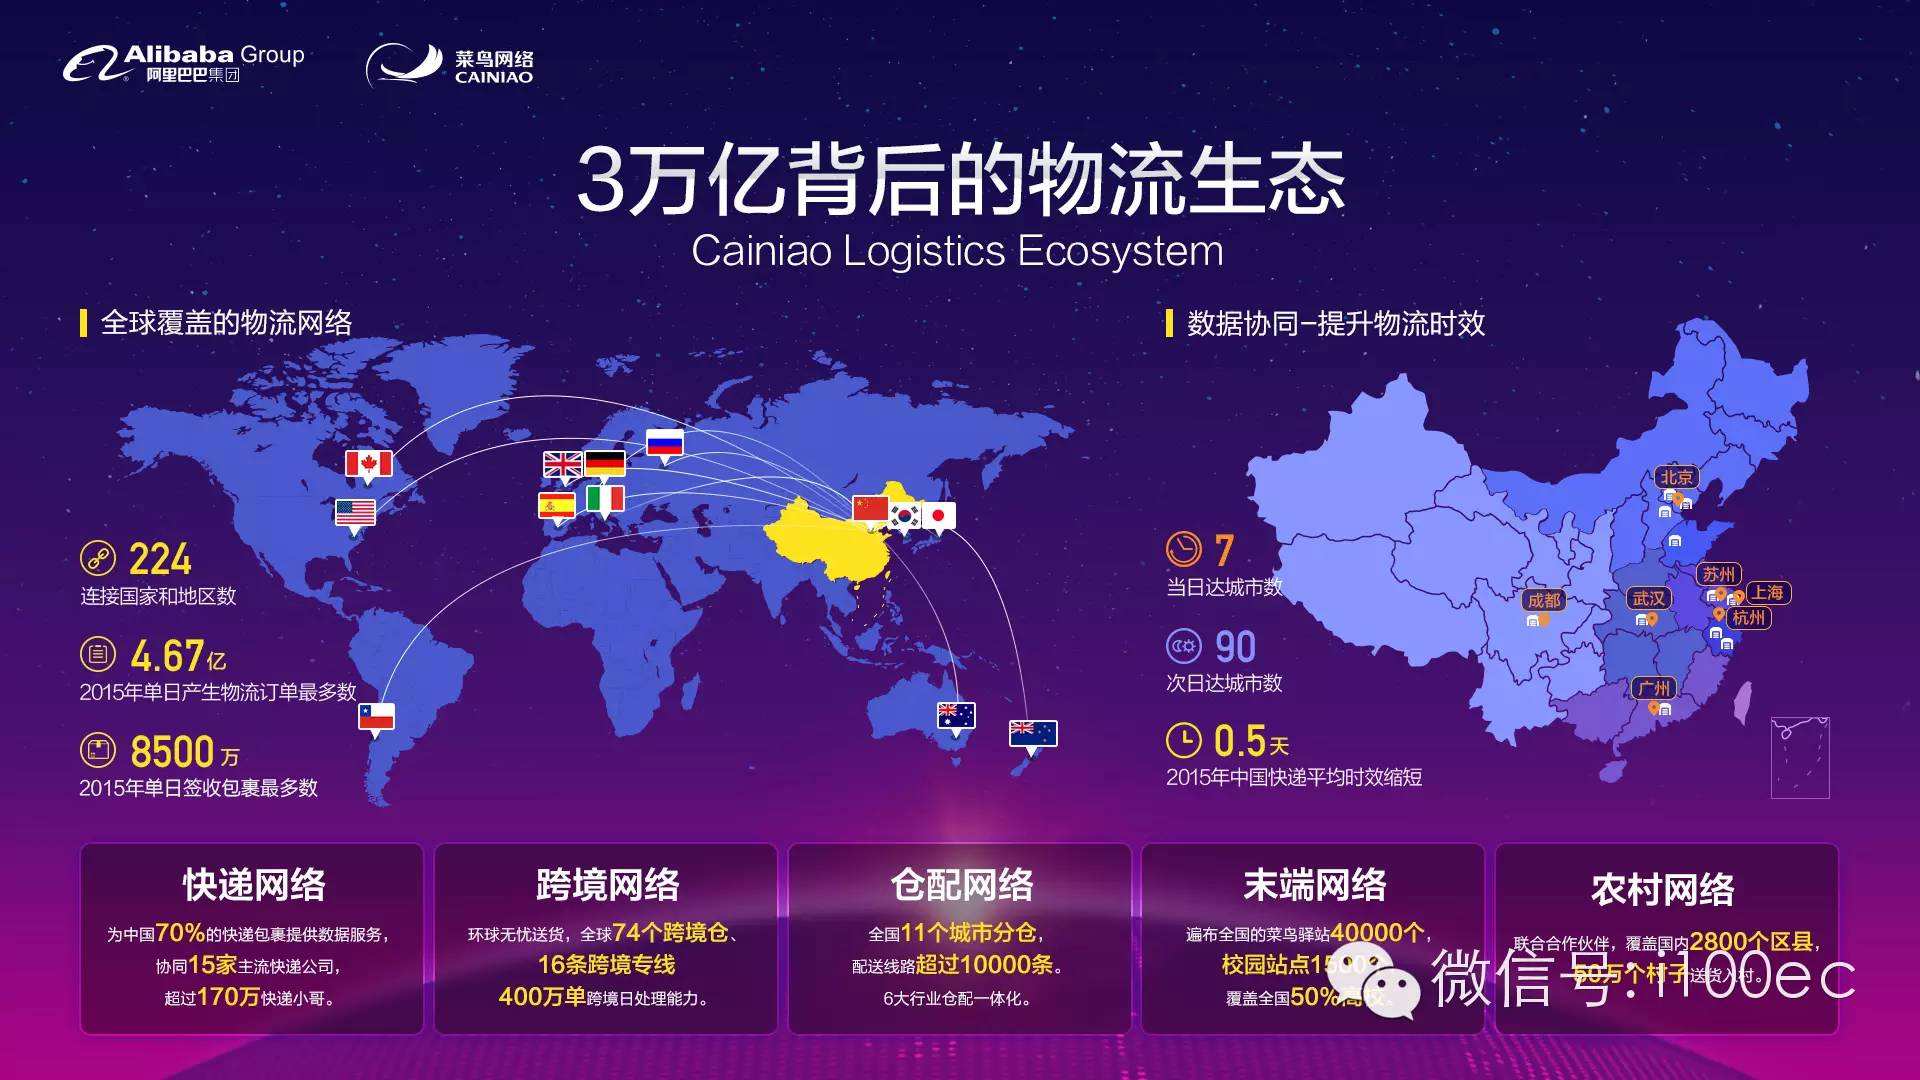 Alibaba Group
阿里巴巴集团
菜鸟网络
CAINIAO
3万亿背后的物流生态
Cainiao Logistics Ecosystem
全球覆盖的物流网络
224
连接国家和地区数
4.67亿
2015年单日产生物流订单最多数
8500万
2015年单日签收包裹最多数
数据协同-提升物流时效
7
当日达城市数
90
次日达城市数
0.5天
2015年中国快递平均时效缩短
北京
苏州
上海
杭州
武汉
成都
广州
快递网络
为中国70%的快递包裹提供数据服务，
协同15家主流快递公司，
超过170万快递小哥。
跨境网络
环球无忧送货，全球74个跨境仓、
16条跨境专线
400万单跨境日处理能力。
仓配网络
全国11个城市分仓，
配送线路超过10000条。
6大行业仓配一体化。
末端网络
遍布全国的菜鸟驿站40000个，
校园站点
覆盖全国50%高校。
农村网络
联合合作伙伴，覆盖国内2800个区县，
万个村子送货入村。
微信号:i100ec